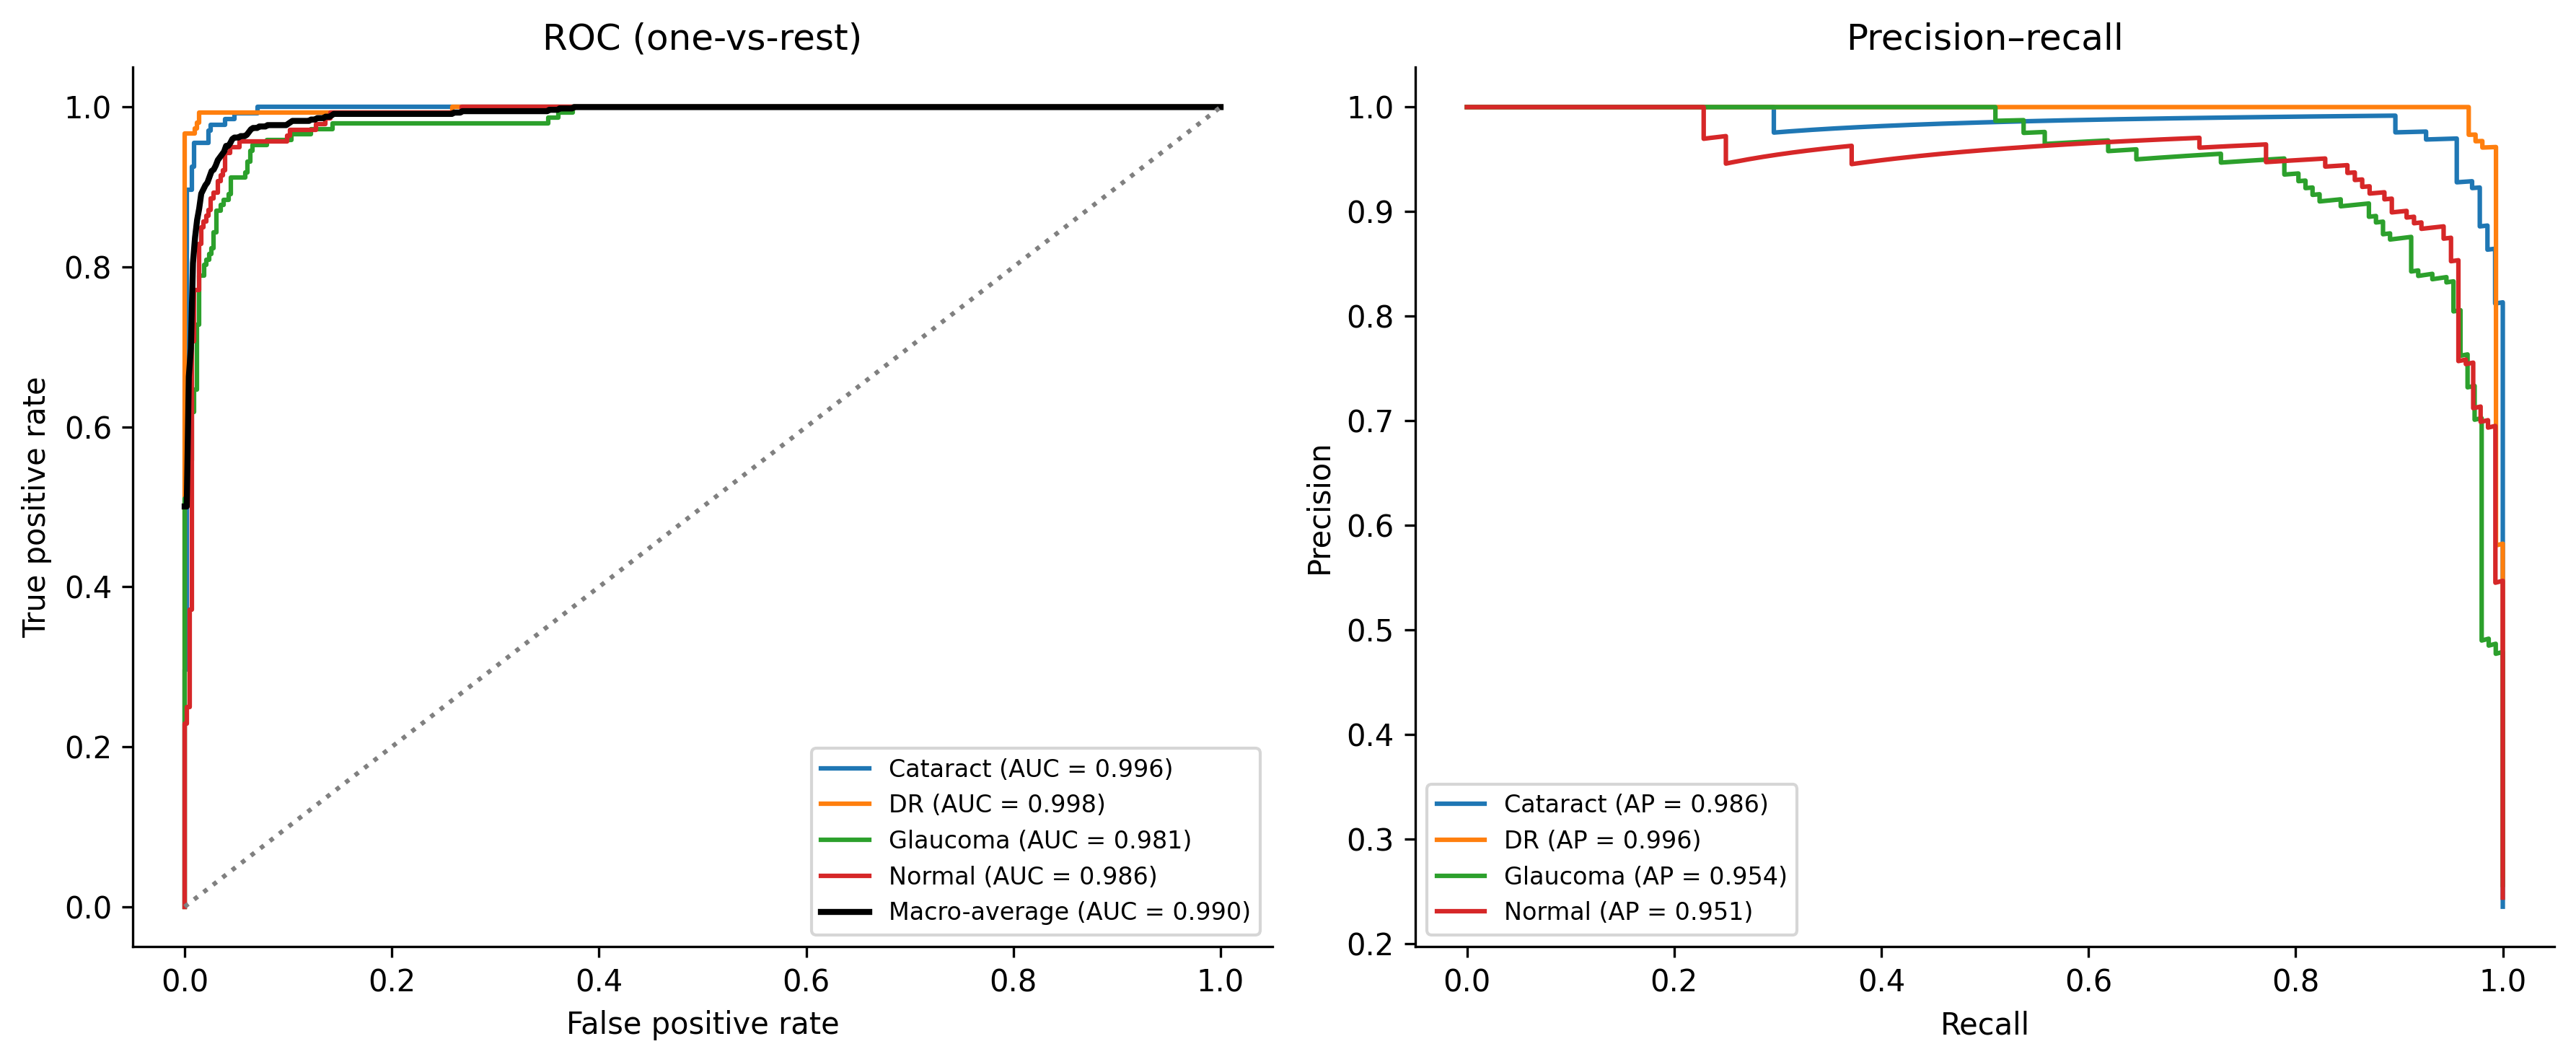 ROC (one-vs-rest)
1.0
0.8
0.6
0.4
0.2
0.0
True positive rate
0.0 0.2 0.4 0.6 0.8 1.0
False positive rate
Cataract (AUC = 0.996)
DR (AUC = 0.998)
Glaucoma (AUC = 0.981)
Normal (AUC = 0.986)
Macro-average (AUC = 0.990)
Precision–recall
1.0
0.9
0.8
0.7
0.6
0.5
0.4
0.3
0.2
Precision
0.0 0.2 0.4 0.6 0.8 1.0
Recall
Cataract (AP = 0.986)
DR (AP = 0.996)
Glaucoma (AP = 0.954)
Normal (AP = 0.951)